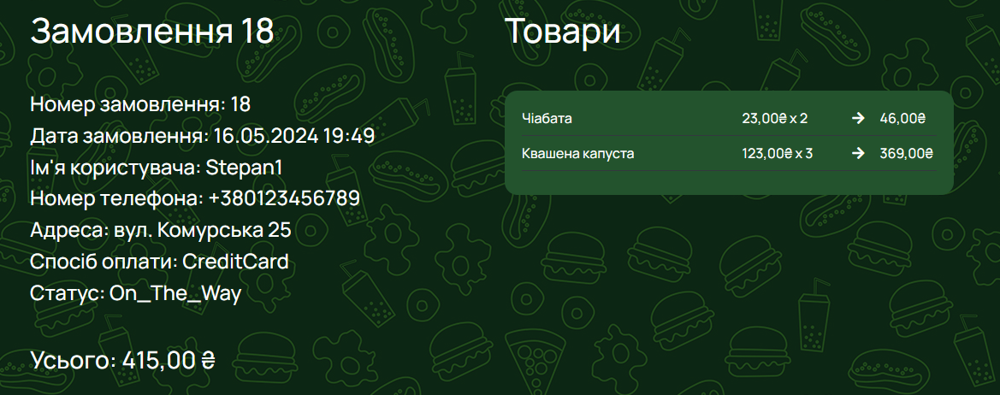 Замовлення 18
Номер замовлення: 18
Дата замовлення: 16.05.2024 19:49
Ім'я користувача: Stepan1
Номер телефона: +380123456789
Адреса: вул. Комурська 25
Спосіб оплати: CreditCard
Статус: On_The_Way
Усього: 415,00 ₴
Товари
Чіабата 23,00₴ x 2 → 46,00₴
Квашена капуста 123,00₴ x 3 → 369,00₴